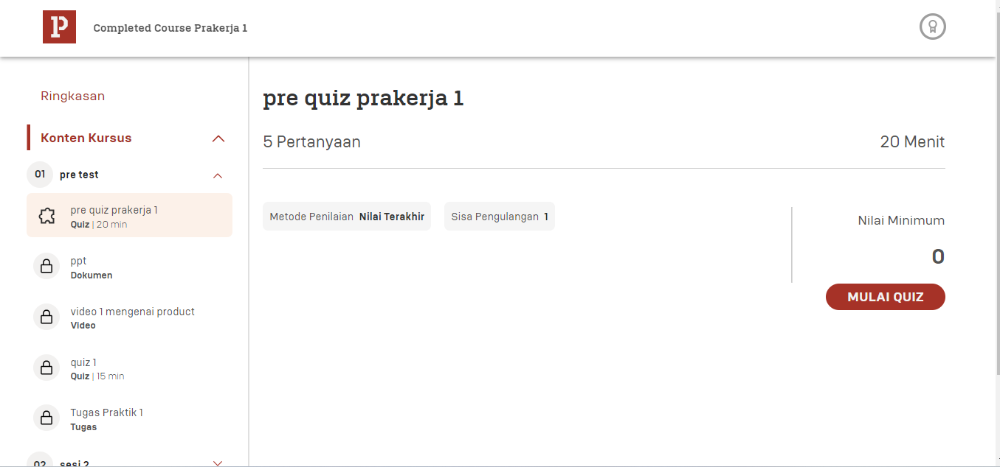 P
Completed Course Prakerja 1
Ringkasan
Konten Kursus
01 pre test
pre quiz prakerja 1
Quiz | 20 min
ppt
Dokumen
video 1 mengenai product
Video
quiz 1
Quiz | 15 min
Tugas Praktik 1
Tugas
02 sesi 2
pre quiz prakerja 1
5 Pertanyaan 20 Menit
Metode Penilaian Nilai Terakhir Sisa Pengulangan 1
Nilai Minimum
0
MULAI QUIZ